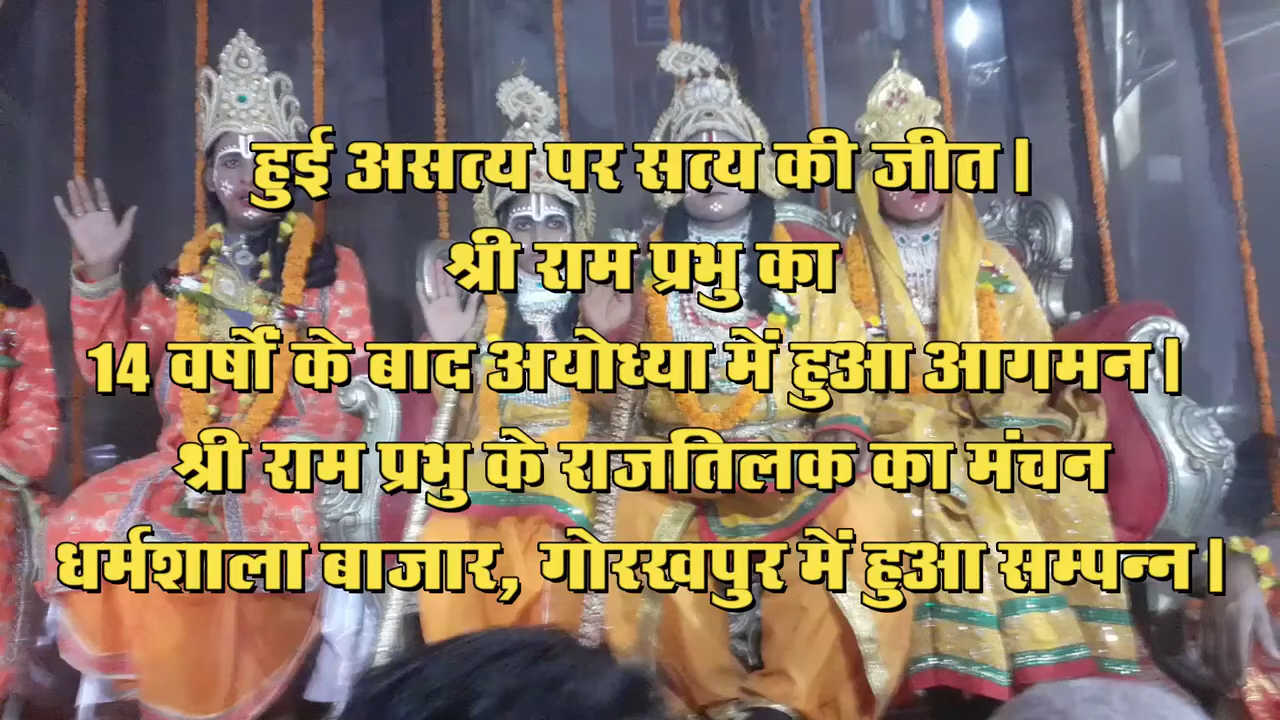 हुई असत्य पर सत्य की जीत।
श्री राम प्रभु का
14 वर्षों के बाद अयोध्या में हुआ आगमन।
श्री राम प्रभु के राजतिलक का मंचन
धर्मशाला बाजार, गोरखपुर में हुआ सम्पन्न।